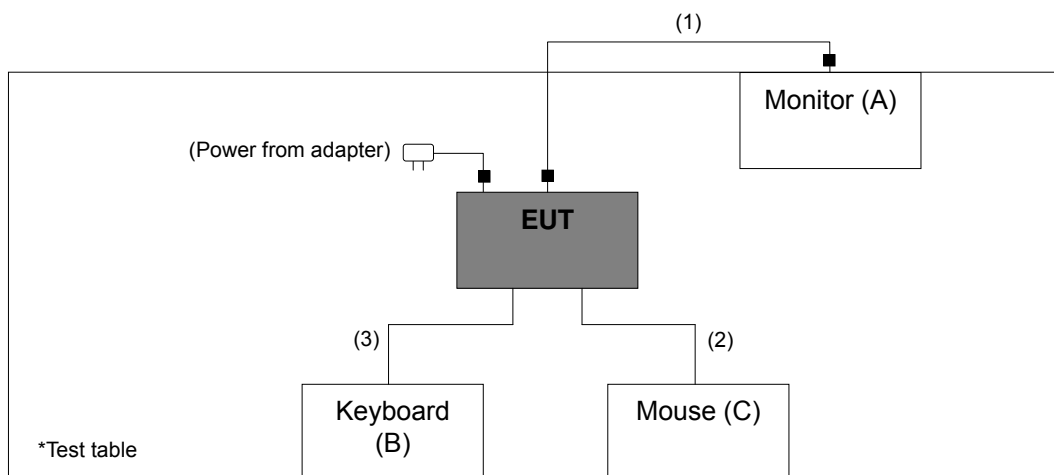 (1)
Monitor (A)
(Power from adapter)
EUT
(3)
(2)
Keyboard
(B)
Mouse (C)
*Test table